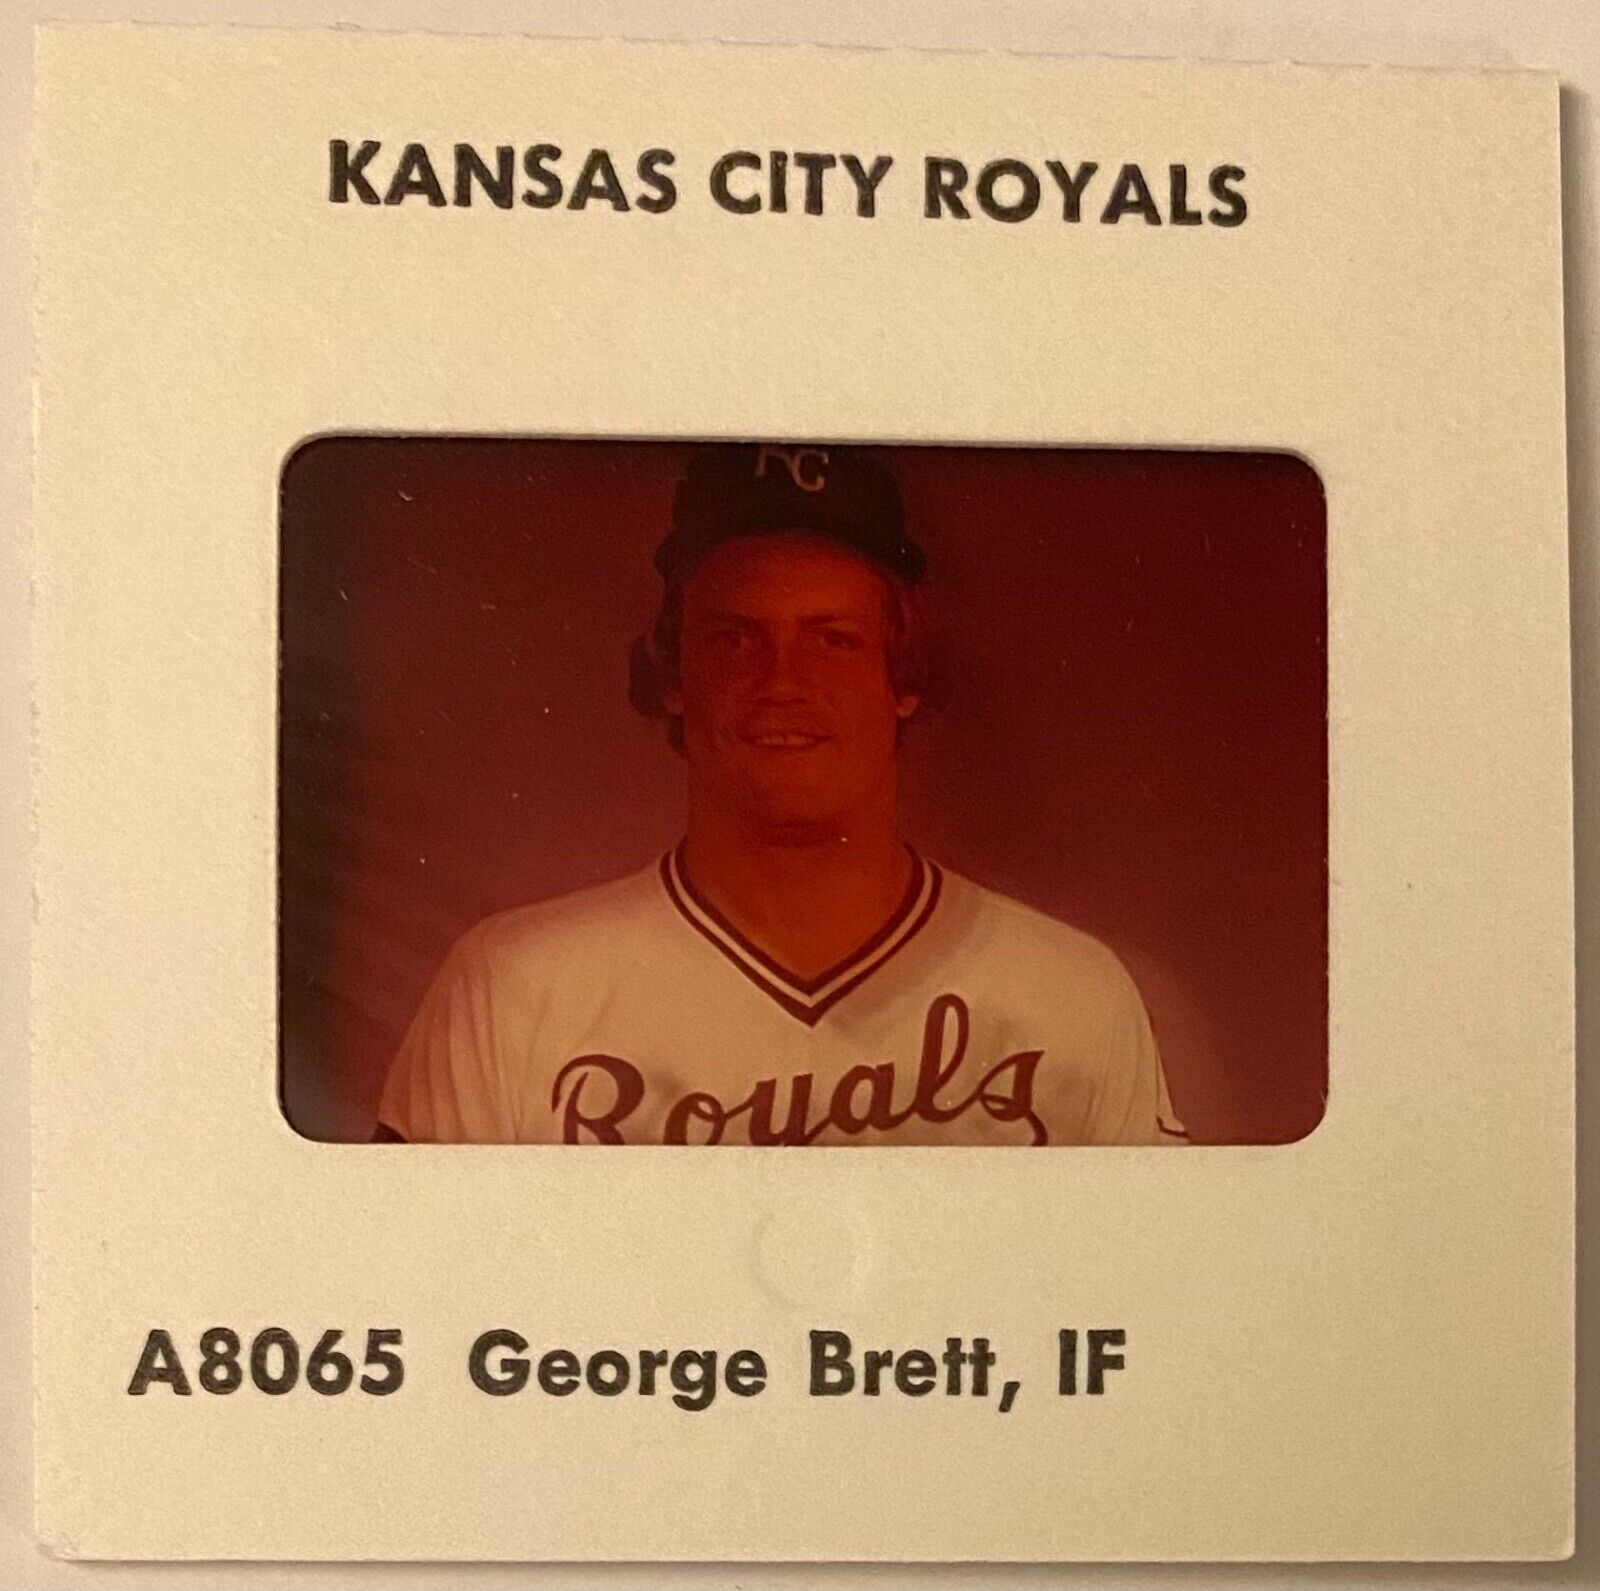 KANSAS CITY ROYALS
KC
Royals
A8065 George Brett, IF